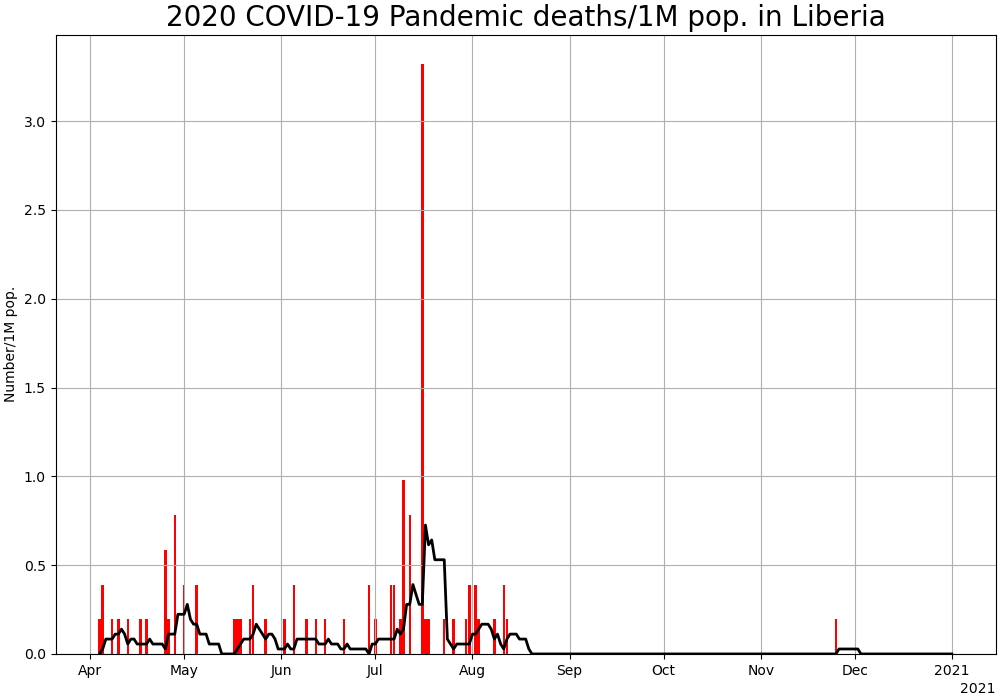 2020 COVID-19 Pandemic deaths/1M pop. in Liberia
Number/1M pop.
3.0
2.5
2.0
1.5
1.0
0.5
0.0
Apr May Jun Jul Aug Sep Oct Nov Dec 2021
2021